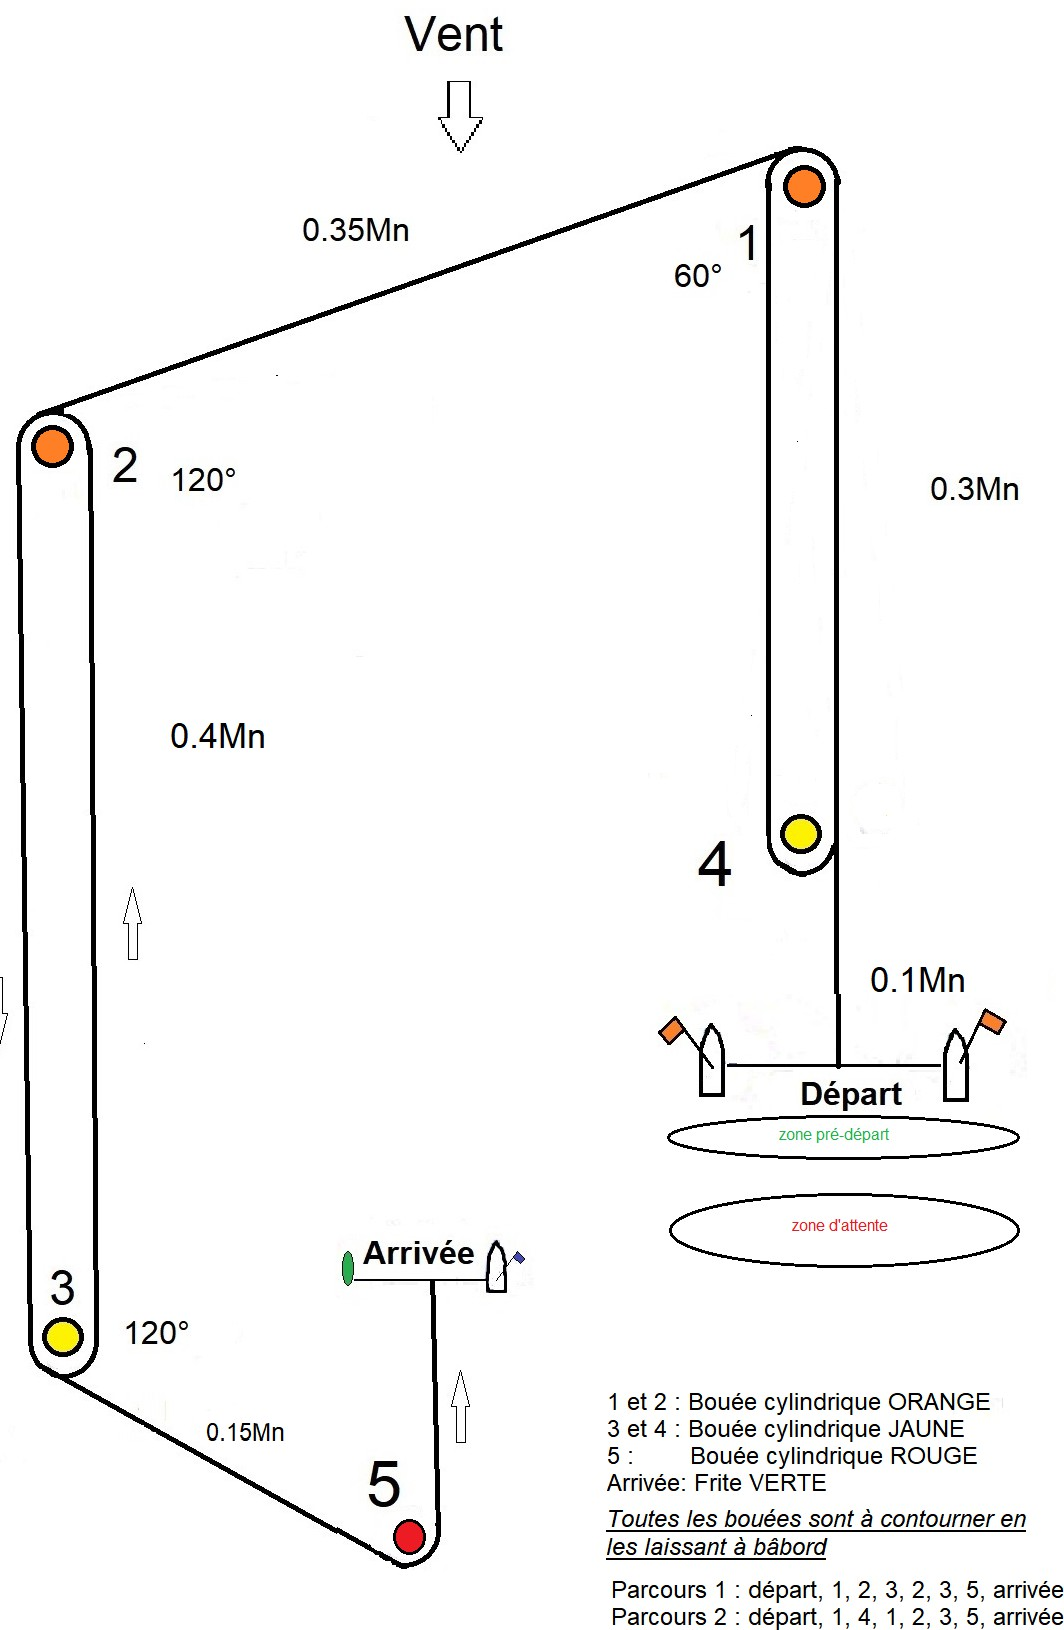 Vent
0.35Mn
1
60°
2
120°
0.3Mn
0.4Mn
4
0.1Mn
Départ
zone pré-départ
zone d'attente
Arrivée
3
120°
0.15Mn
5
1 et 2 : Bouée cylindrique ORANGE
3 et 4 : Bouée cylindrique JAUNE
5 : Bouée cylindrique ROUGE
Arrivée: Frite VERTE
Toutes les bouées sont à contourner en
les laissant à bâbord
Parcours 1 : départ, 1, 2, 3, 2, 3, 5, arrivée
Parcours 2 : départ, 1, 4, 1, 2, 3, 5, arrivée